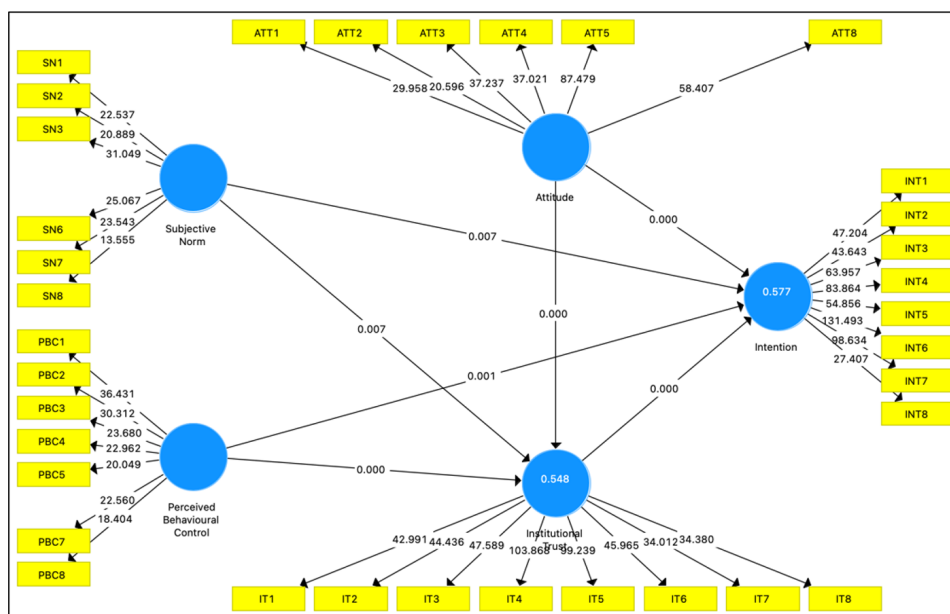 ATT1
ATT2
ATT3
ATT4
ATT5
ATT8
29.958
20.596
37.237
37.021
87.479
58.407
Attitude
SN1
SN2
SN3
SN6
SN7
SN8
22.537
20.889
31.049
25.067
23.543
13.555
Subjective
Norm
0.007
0.007
0.000
0.000
PBC1
PBC2
PBC3
PBC4
PBC5
PBC7
PBC8
36.431
30.312
23.680
22.962
20.049
22.560
18.404
Perceived
Behavioural
Control
0.001
0.000
0.000
INT1
INT2
INT3
INT4
INT5
INT6
INT7
INT8
47.204
43.643
63.957
83.864
54.856
131.493
98.634
27.407
0.577
Intention
0.548
Institutional
Trust
42.991
44.436
47.589
103.868
99.239
45.965
34.012
34.380
IT1
IT2
IT3
IT4
IT5
IT6
IT7
IT8